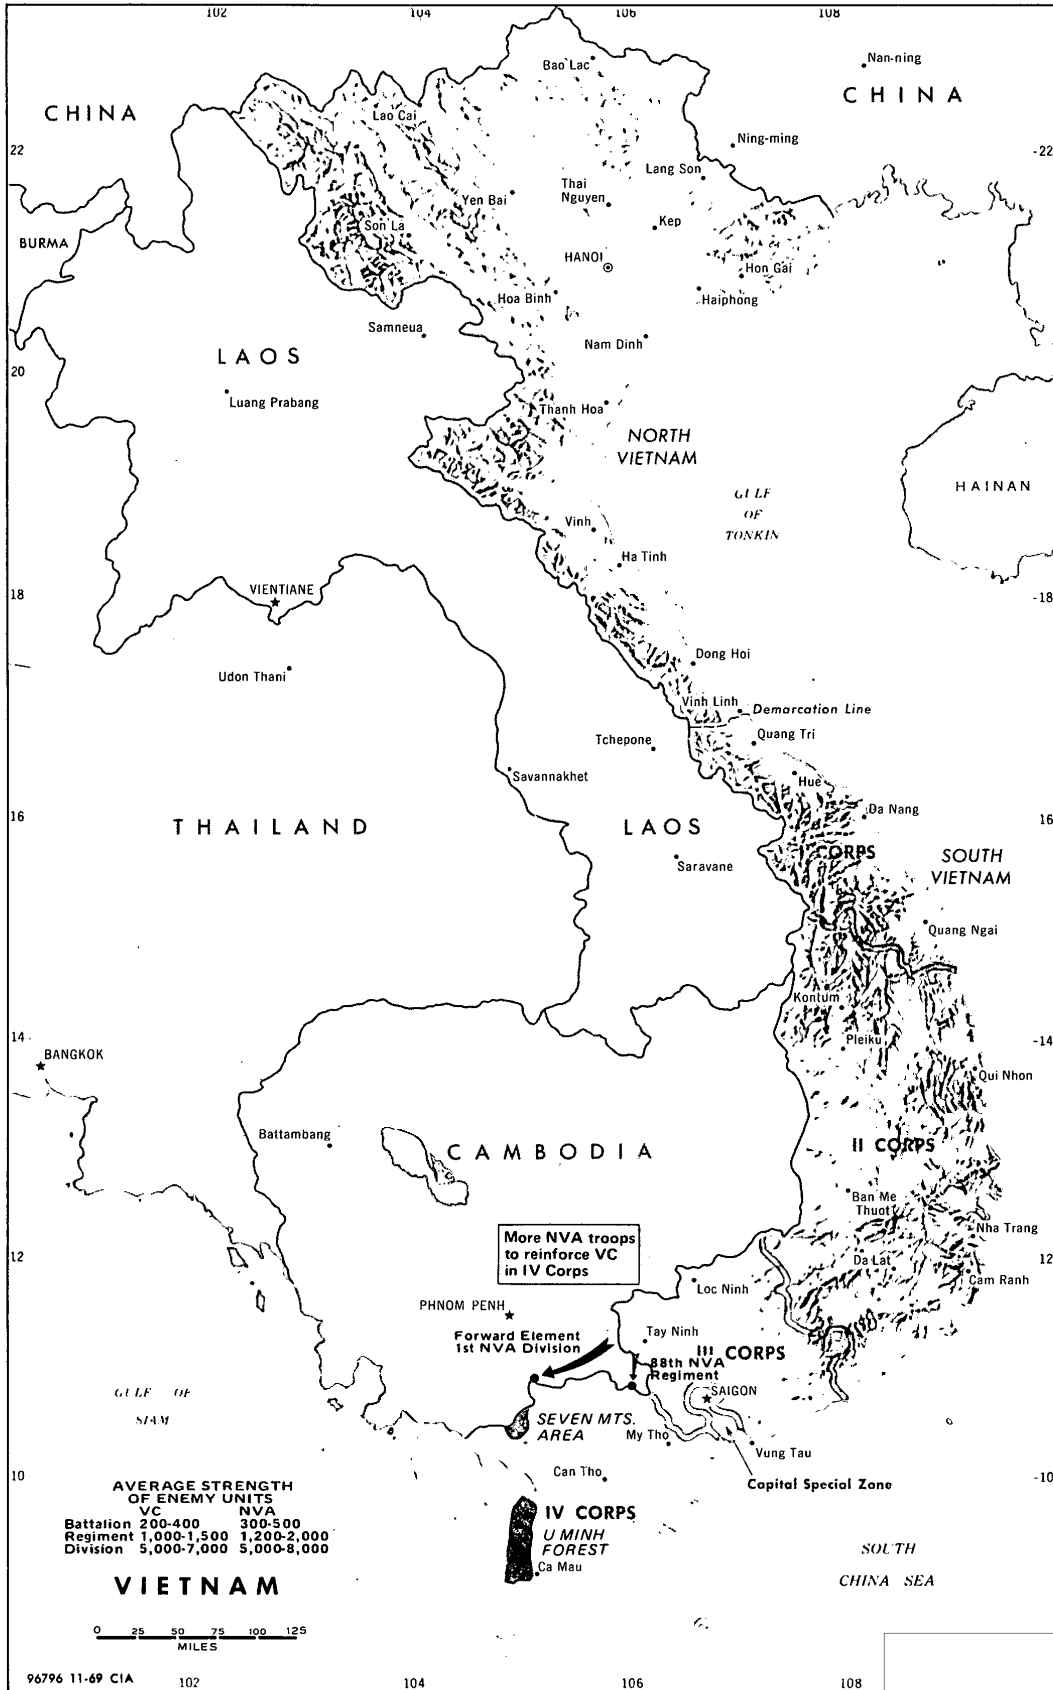 102 104 106 108
Bao Lac
Nan-ning
CHINA
CHINA
Lao Cai
Ning-ming
22
-22
Lang Son
Thai
Nguyen
Yen Bai
Kep
Son La
BURMA
HANOI
Hon Gai
Hoa Binh
Haiphong
Samneua
Nam Dinh
LAOS
20
Luang Prabang
Thanh Hoa
NORTH
VIETNAM
HAINAN
GULF
OF
TONKIN
Vinh
Ha Tinh
18
VIENTIANE
-18
Dong Hoi
Udon Thani
Vinh Linh
Demarcation Line
Quang Tri
Tchepone
Savannakhet
Hue
Da Nang
16
16
THAILAND
LAOS
I CORPS
SOUTH
VIETNAM
Saravane
Quang Ngai
Kontum
14
-14
Pleiku
BANGKOK
Qui Nhon
Battambang
CAMBODIA
II CORPS
Ban Me
Thuot
Nha Trang
More NVA troops
to reinforce VC
in IV Corps
12
12
Da Lat
Cam Ranh
Loc Ninh
PHNOM PENH
Forward Element
1st NVA Division
Tay Ninh
III CORPS
88th NVA
Regiment
SAIGON
GULF OF
SIAM
SEVEN MTS.
AREA
My Tho
Vung Tau
Can Tho
10
-10
Capital Special Zone
AVERAGE STRENGTH
OF ENEMY UNITS
VC NVA
Battalion 200-400 300-500
Regiment 1,000-1,500 1,200-2,000
Division 5,000-7,000 5,000-8,000
IV CORPS
U MINH
FOREST
Ca Mau
SOUTH
CHINA SEA
VIETNAM
0 25 50 75 100 125
MILES
96796 11-69 CIA
102 104 106 108